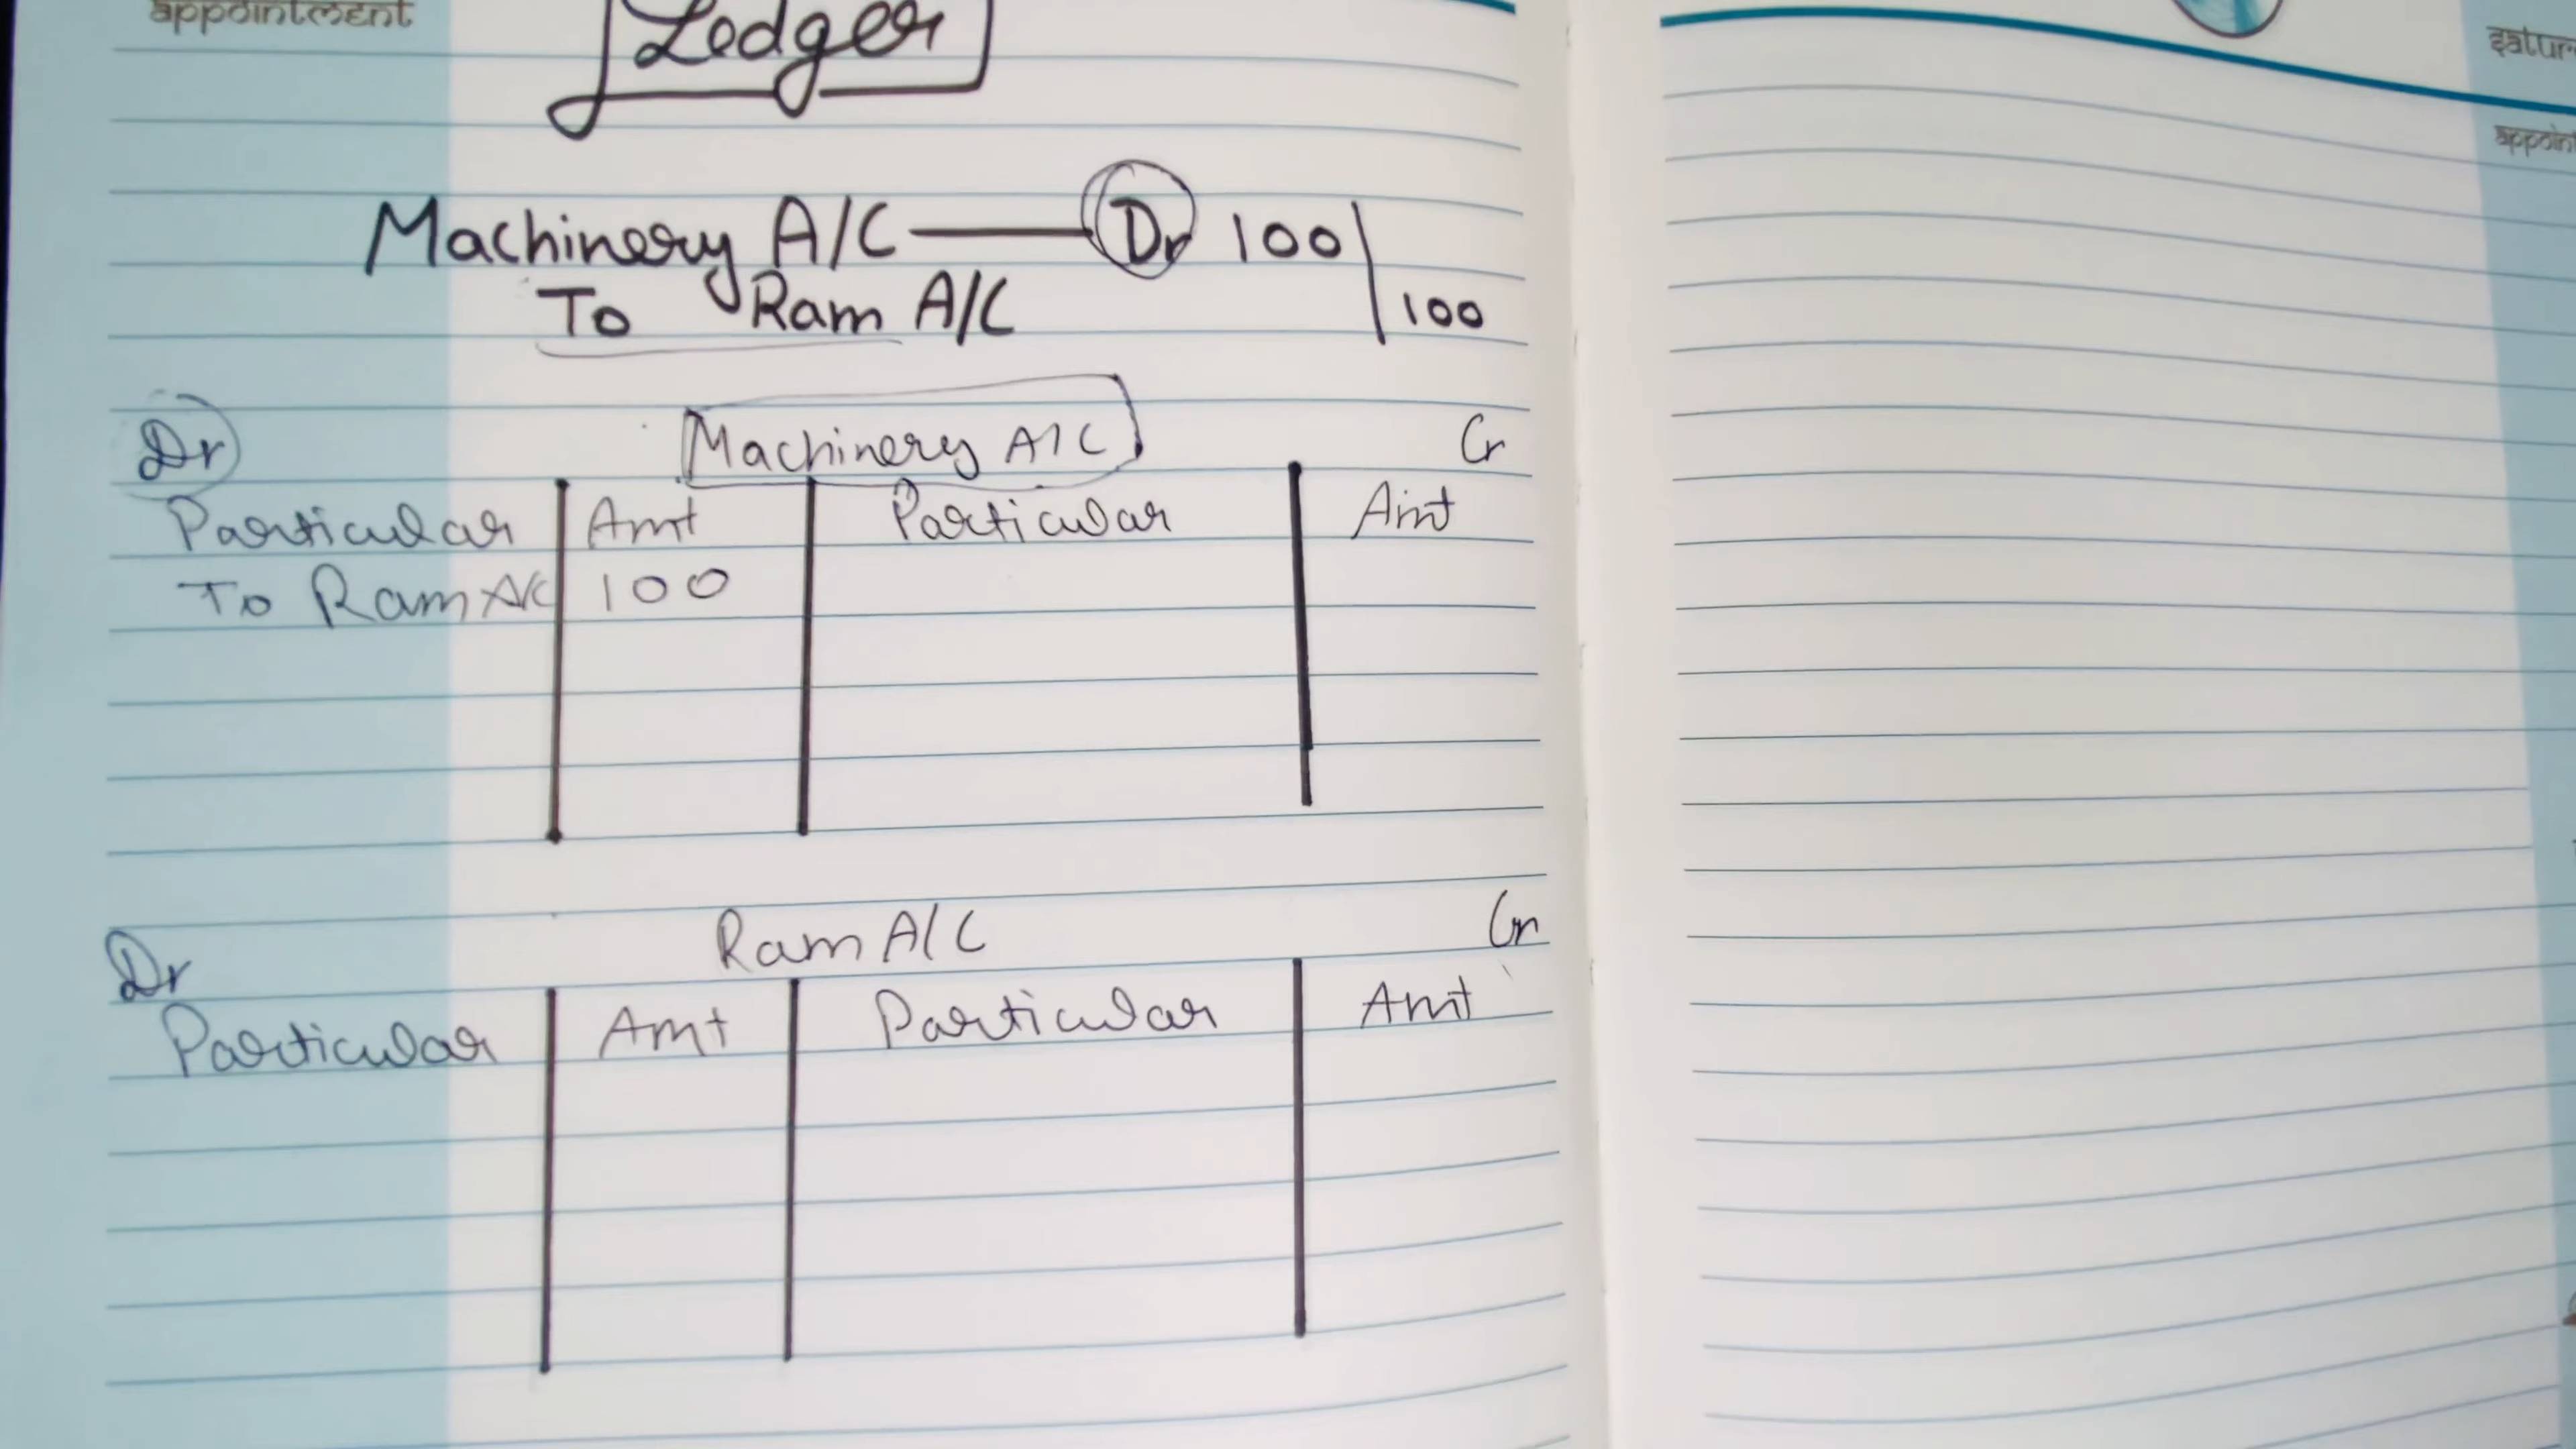 appointment
Ledger
Machinery A/C — Dr 100
To Ram A/C 100
Dr Machinery A/C Cr
Particular Amt Particular Amt
To Ram A/C 100
Dr Ram A/C Cr
Particular Amt Particular Amt